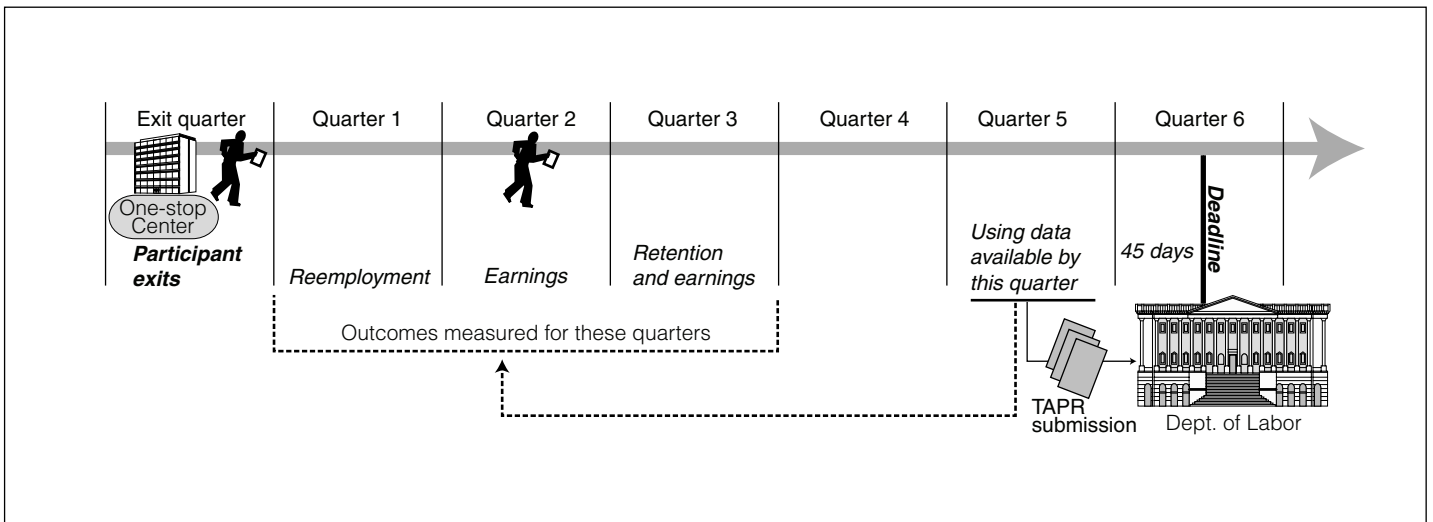 Exit quarter
Quarter 1
Quarter 2
Quarter 3
Quarter 4
Quarter 5
Quarter 6
One-stop
Center
Participant
exits
Reemployment
Earnings
Retention
and earnings
Using data
available by
this quarter
45 days
Deadline
Outcomes measured for these quarters
TAPR
submission
Dept. of Labor